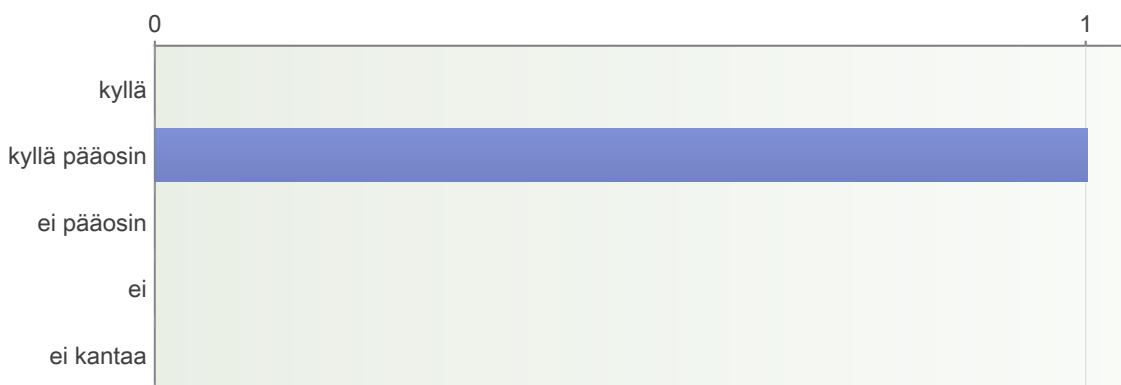 0 1
kyllä
kyllä pääosin
ei pääosin
ei
ei kantaa